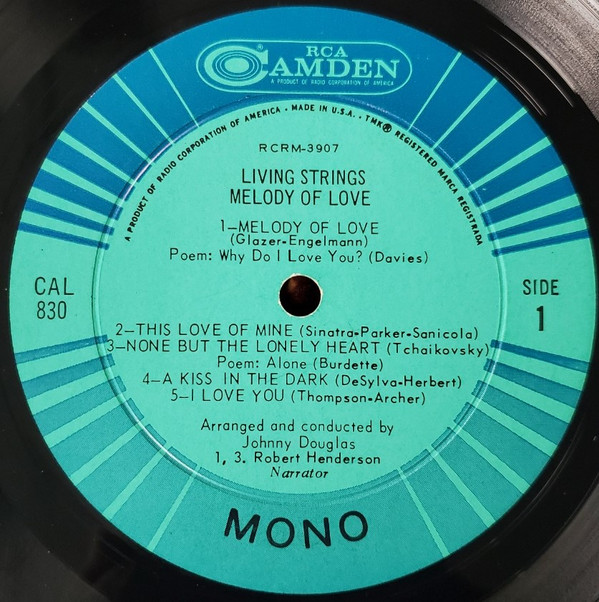 RCA
CAMDEN®
A PRODUCT OF RADIO CORPORATION OF AMERICA
A PRODUCT OF RADIO CORPORATION OF AMERICA • MADE IN U.S.A. • TMK® REGISTERED MARCA REGISTRADA
RCRM-3907
LIVING STRINGS
MELODY OF LOVE
1—MELODY OF LOVE
(Glazer-Engelmann)
Poem: Why Do I Love You? (Davies)
CAL
830
SIDE
1
2—THIS LOVE OF MINE (Sinatra-Parker-Sanicola)
3—NONE BUT THE LONELY HEART (Tchaikovsky)
Poem: Alone (Burdette)
4—A KISS IN THE DARK (DeSylva-Herbert)
5—I LOVE YOU (Thompson-Archer)
Arranged and conducted by
Johnny Douglas
1, 3. Robert Henderson
Narrator
MONO